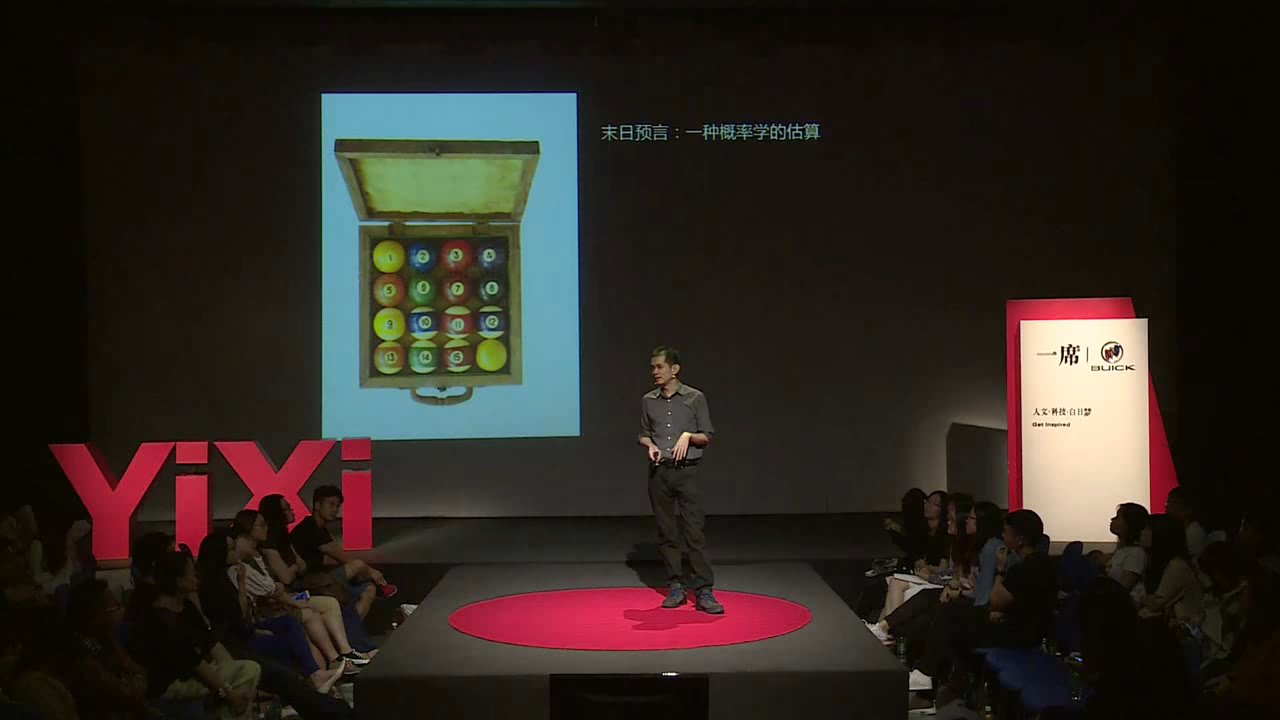 末日预言：一种概率学的估算
1 2 3 4
5 6 7 8
9 10 11 12
13 14 15
YiXi
一席 | BUICK
人文·科技·白日梦
Get Inspired